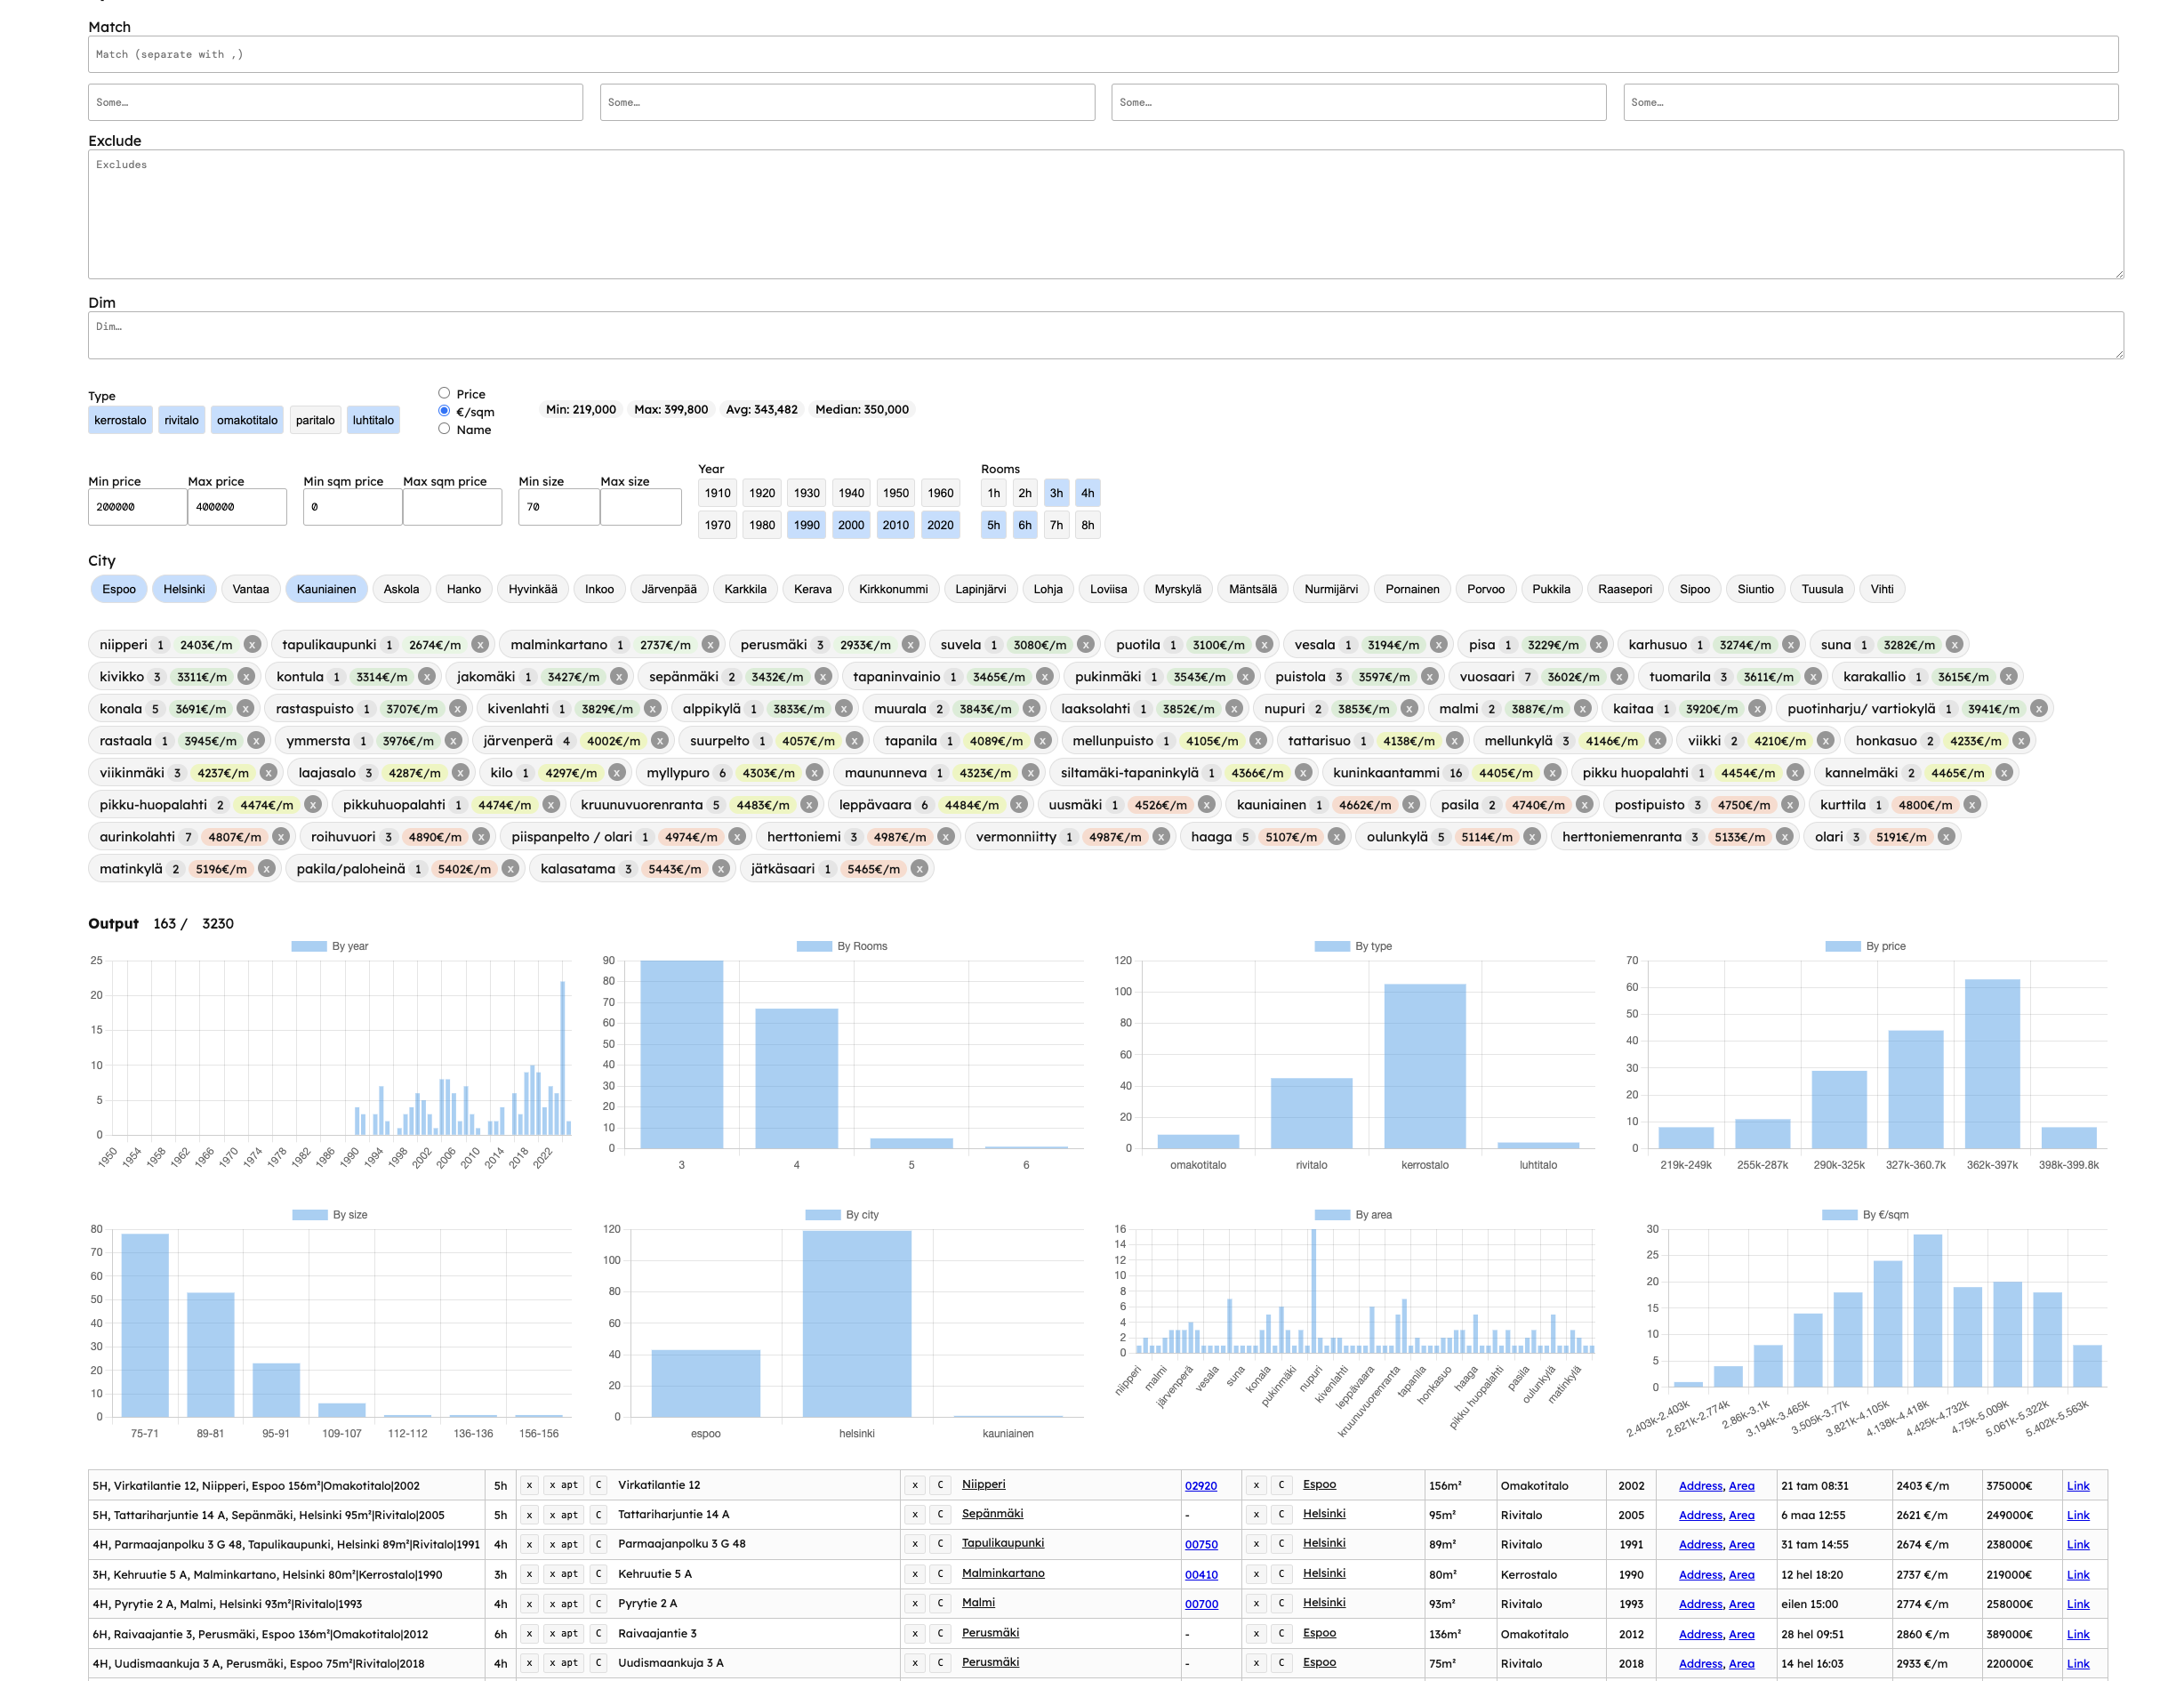 Match
Match (separate with ,)
Some… Some… Some… Some…
Exclude
Excludes
Dim
Dim…
Type
kerrostalo rivitalo omakotitalo paritalo luhtitalo
Price
€/sqm
Name
Min: 219,000 Max: 399,800 Avg: 343,482 Median: 350,000
Min price Max price Min sqm price Max sqm price Min size Max size
200000 400000 0 70
Year
1910 1920 1930 1940 1950 1960
1970 1980 1990 2000 2010 2020
Rooms
1h 2h 3h 4h
5h 6h 7h 8h
City
Espoo Helsinki Vantaa Kauniainen Askola Hanko Hyvinkää Inkoo Järvenpää Karkkila Kerava Kirkkonummi Lapinjärvi Lohja Loviisa Myrskylä Mäntsälä Nurmijärvi Pornainen Porvoo Pukkila Raasepori Sipoo Siuntio Tuusula Vihti
niipperi 1 2403€/m x tapulikaupunki 1 2674€/m x malminkartano 1 2737€/m x perusmäki 3 2933€/m x suvela 1 3080€/m x puotila 1 3100€/m x vesala 1 3194€/m x pisa 1 3229€/m x karhusuo 1 3274€/m x suna 1 3282€/m x
kivikko 3 3311€/m x kontula 1 3314€/m x jakomäki 1 3427€/m x sepänmäki 2 3432€/m x tapaninvainio 1 3465€/m x pukinmäki 1 3543€/m x puistola 3 3597€/m x vuosaari 7 3602€/m x tuomarila 3 3611€/m x karakallio 1 3615€/m x
konala 5 3691€/m x rastaspuisto 1 3707€/m x kivenlahti 1 3829€/m x alppikylä 1 3833€/m x muurala 2 3843€/m x laaksolahti 1 3852€/m x nupuri 2 3853€/m x malmi 2 3887€/m x kaitaa 1 3920€/m x puotinharju/ vartiokylä 1 3941€/m x
rastaala 1 3945€/m x ymmersta 1 3976€/m x järvenperä 4 4002€/m x suurpelto 1 4057€/m x tapanila 1 4089€/m x mellunpuisto 1 4105€/m x tattarisuo 1 4138€/m x mellunkylä 3 4146€/m x viikki 2 4210€/m x honkasuo 2 4233€/m x
viikinmäki 3 4237€/m x laajasalo 3 4287€/m x kilo 1 4297€/m x myllypuro 6 4303€/m x maununneva 1 4323€/m x siltamäki-tapaninkylä 1 4366€/m x kuninkaantammi 16 4405€/m x pikku huopalahti 1 4454€/m x kannelmäki 2 4465€/m x
pikku-huopalahti 2 4474€/m x pikkuhuopalahti 1 4474€/m x kruunuvuorenranta 5 4483€/m x leppävaara 6 4484€/m x uusmäki 1 4526€/m x kauniainen 1 4662€/m x pasila 2 4740€/m x postipuisto 3 4750€/m x kurttila 1 4800€/m x
aurinkolahti 7 4807€/m x roihuvuori 3 4890€/m x piispanpelto / olari 1 4974€/m x herttoniemi 3 4987€/m x vermonniitty 1 4987€/m x haaga 5 5107€/m x oulunkylä 5 5114€/m x herttoniemenranta 3 5133€/m x olari 3 5191€/m x
matinkylä 2 5196€/m x pakila/paloheinä 1 5402€/m x kalasatama 3 5443€/m x jätkäsaari 1 5465€/m x
Output 163 / 3230
By year
25
20
15
10
5
0
1950 1954 1958 1962 1966 1970 1974 1978 1982 1986 1990 1994 1998 2002 2006 2010 2014 2018 2022
By Rooms
90
80
70
60
50
40
30
20
10
0
3 4 5 6
By type
120
100
80
60
40
20
0
omakotitalo rivitalo kerrostalo luhtitalo
By price
70
60
50
40
30
20
10
0
219k-249k 255k-287k 290k-325k 327k-360.7k 362k-397k 398k-399.8k
By size
80
70
60
50
40
30
20
10
0
75-71 89-81 95-91 109-107 112-112 136-136 156-156
By city
120
100
80
60
40
20
0
espoo helsinki kauniainen
By area
16
14
12
10
8
6
4
2
0
niipperi malmi järvenperä vesala suna konala pukinmäki nupuri kivenlahti leppävaara kruunuvuorenranta tapanila honkasuo haaga pikku huopalahti pasila oulunkylä matinkylä
By €/sqm
30
25
20
15
10
5
0
2.403k-2.403k 2.621k-2.774k 2.86k-3.1k 3.194k-3.465k 3.505k-3.77k 3.821k-4.105k 4.138k-4.418k 4.425k-4.732k 4.75k-5.009k 5.061k-5.322k 5.402k-5.563k
5H, Virkatilantie 12, Niipperi, Espoo 156m²|Omakotitalo|2002 5h x x apt C Virkatilantie 12 x C Niipperi 02920 x C Espoo 156m² Omakotitalo 2002 Address, Area 21 tam 08:31 2403 €/m 375000€ Link
5H, Tattariharjuntie 14 A, Sepänmäki, Helsinki 95m²|Rivitalo|2005 5h x x apt C Tattariharjuntie 14 A x C Sepänmäki - x C Helsinki 95m² Rivitalo 2005 Address, Area 6 maa 12:55 2621 €/m 249000€ Link
4H, Parmaajanpolku 3 G 48, Tapulikaupunki, Helsinki 89m²|Rivitalo|1991 4h x x apt C Parmaajanpolku 3 G 48 x C Tapulikaupunki 00750 x C Helsinki 89m² Rivitalo 1991 Address, Area 31 tam 14:55 2674 €/m 238000€ Link
3H, Kehruutie 5 A, Malminkartano, Helsinki 80m²|Kerrostalo|1990 3h x x apt C Kehruutie 5 A x C Malminkartano 00410 x C Helsinki 80m² Kerrostalo 1990 Address, Area 12 hel 18:20 2737 €/m 219000€ Link
4H, Pyrytie 2 A, Malmi, Helsinki 93m²|Rivitalo|1993 4h x x apt C Pyrytie 2 A x C Malmi 00700 x C Helsinki 93m² Rivitalo 1993 Address, Area eilen 15:00 2774 €/m 258000€ Link
6H, Raivaajantie 3, Perusmäki, Espoo 136m²|Omakotitalo|2012 6h x x apt C Raivaajantie 3 x C Perusmäki - x C Espoo 136m² Omakotitalo 2012 Address, Area 28 hel 09:51 2860 €/m 389000€ Link
4H, Uudismaankuja 3 A, Perusmäki, Espoo 75m²|Rivitalo|2018 4h x x apt C Uudismaankuja 3 A x C Perusmäki - x C Espoo 75m² Rivitalo 2018 Address, Area 14 hel 16:03 2933 €/m 220000€ Link